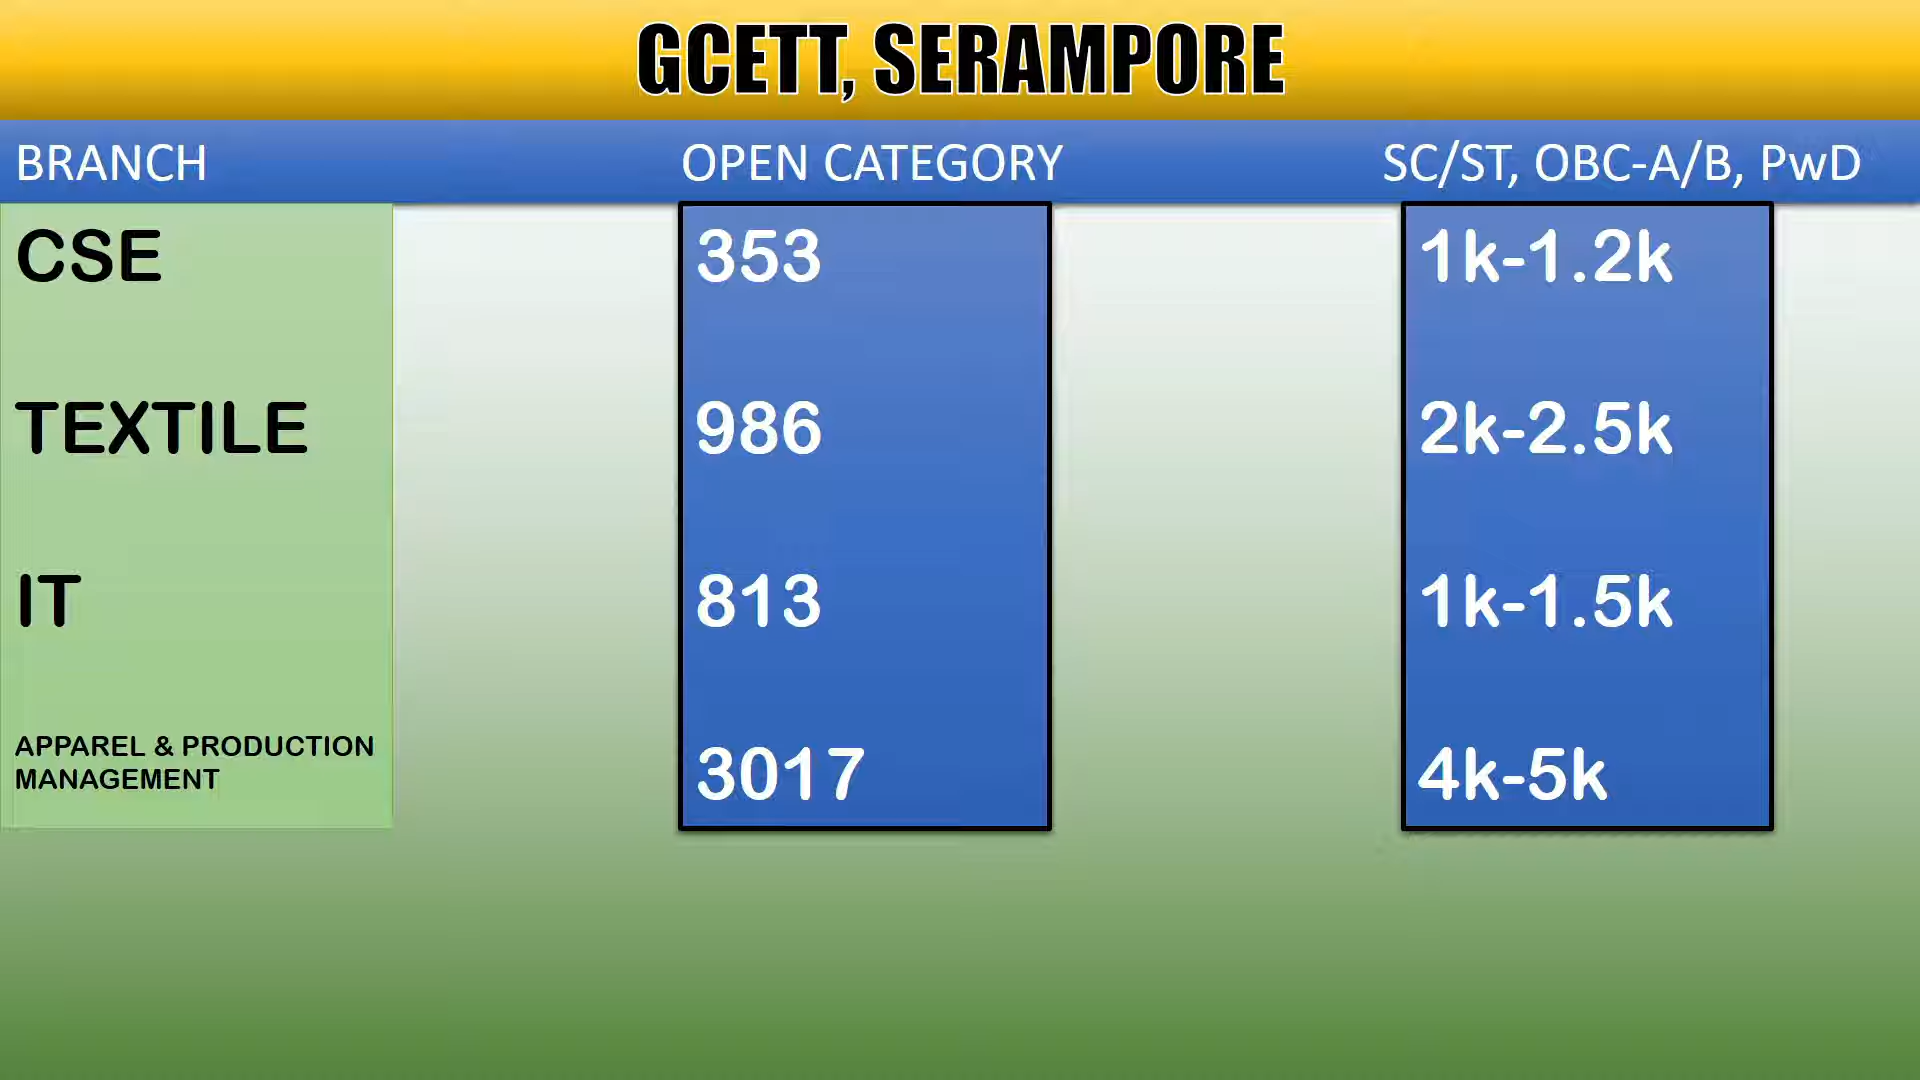 GCETT, SERAMPORE
BRANCH OPEN CATEGORY SC/ST, OBC-A/B, PwD
CSE 353 1k-1.2k
TEXTILE 986 2k-2.5k
IT 813 1k-1.5k
APPAREL & PRODUCTION
MANAGEMENT 3017 4k-5k